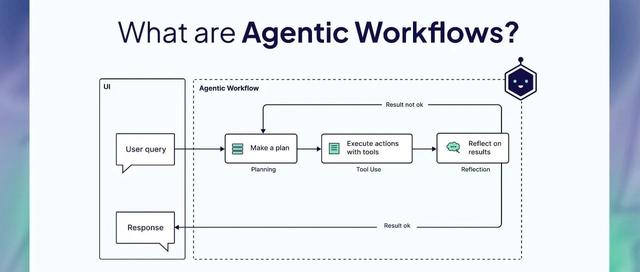 What are Agentic Workflows?
UI
Agentic Workflow
Result not ok
User query
Make a plan
Execute actions
with tools
Reflect on
results
Planning
Tool Use
Reflection
Response
Result ok